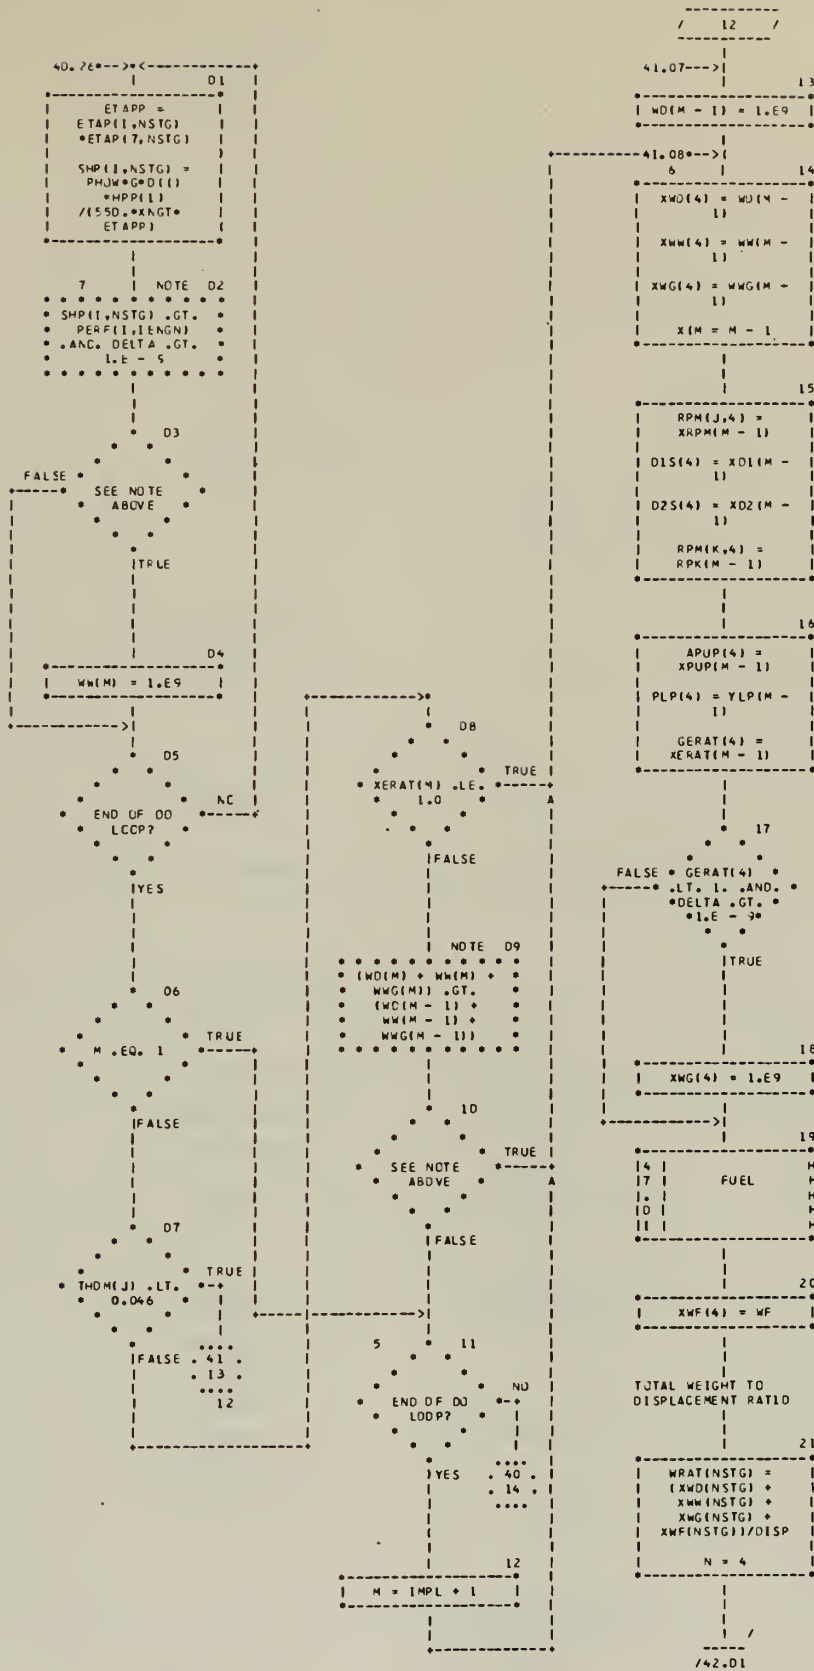 40.26*--->*<
D1
ETAPP =
ETAP(I,NSTG)
*ETAP(7,NSTG)
SHP(I,NSTG) =
PHOW*G*D(I)
*HPP(I)
/(550.*XNGT*
ETAPP)
7 NOTE D2
SHP(I,NSTG) .GT.
PERF(I,IENGN)
.AND. DELTA .GT.
1.E - 5
D3
FALSE
SEE NOTE
ABOVE
TRUE
D4
WW(M) = 1.E9
D5
NO
END OF DO
LOOP?
YES
06
TRUE
M .EQ. 1
FALSE
D7
TRUE
THDM(J) .LT.
0.046
FALSE
. 41 .
. 13 .
12
D8
XERAT(M) .LE.
1.0
TRUE
FALSE
NOTE D9
(WD(M) + WW(M) +
WWG(M)) .GT.
(WD(M - 1) +
WW(M - 1) +
WWG(M - 1))
10
TRUE
SEE NOTE
ABOVE
FALSE
5 11
NO
END OF DO
LOOP?
YES
. 40 .
. 14 .
12
M = IMPL + 1
/ 12 /
41.07--->|
13
WD(M - 1) = 1.E9
41.08*-->|
6 14
XWD(4) = WD(M -
1)
XWW(4) = WW(M -
1)
XWG(4) = WWG(M -
1)
X(M = M - 1
15
RPM(J,4) =
XRPM(M - 1)
D1S(4) = XD1(M -
1)
D2S(4) = XD2(M -
1)
RPM(K,4) =
RPK(M - 1)
16
APUP(4) =
XPUP(M - 1)
PLP(4) = YLP(M -
1)
GERAT(4) =
XERAT(M - 1)
17
FALSE
GERAT(4)
.LT. 1. .AND.
DELTA .GT.
1.E - 9
TRUE
18
XWG(4) = 1.E9
19
4
7
.
D
1
FUEL
H
H
H
H
H
20
XWF(4) = WF
TOTAL WEIGHT TO
DISPLACEMENT RATIO
21
WRAT(NSTG) =
(XWD(NSTG) +
XWW(NSTG) +
XWG(NSTG) +
XWF(NSTG))/DISP
N = 4
/
/42.D1